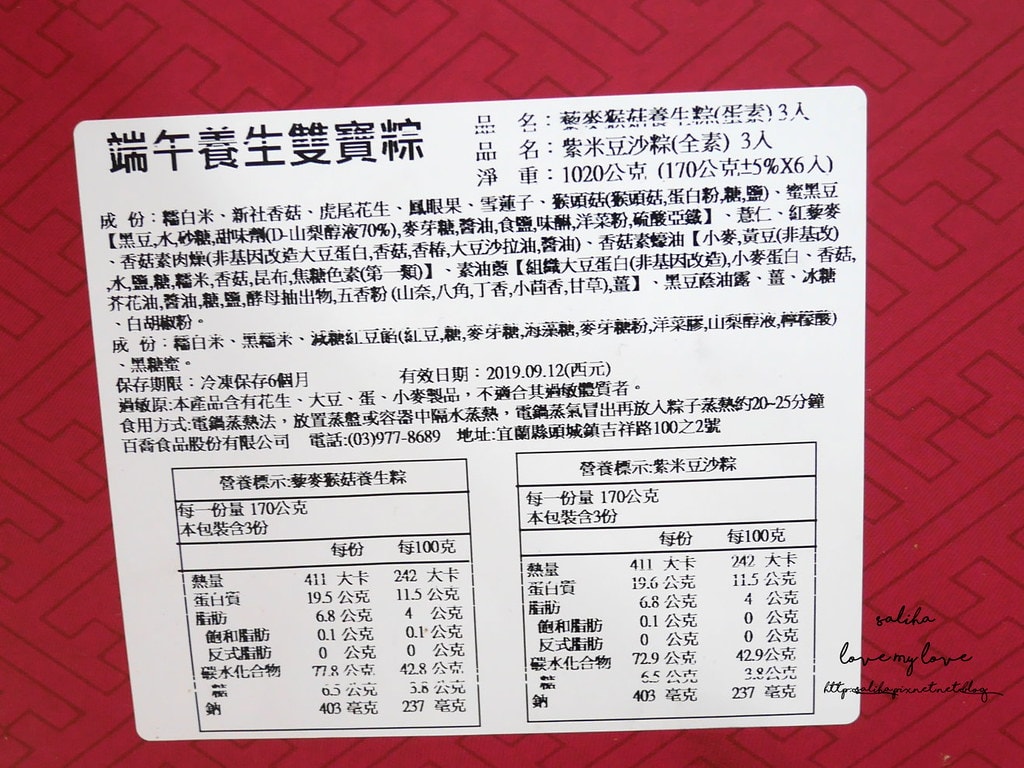 端午養生雙寶粽
品 名：藜麥猴菇養生粽(蛋素) 3入
品 名：紫米豆沙粽(全素) 3入
淨 重：1020公克 (170公克±5%X6入)
成 份：糯白米、新社香菇、虎尾花生、鳳眼果、雪蓮子、猴頭菇(猴頭菇,蛋白粉,糖,鹽)、蜜黑豆
【黑豆,水,砂糖,甜味劑(D-山梨醇液70%),麥芽糖,醬油,食鹽,味醂,洋菜粉,硫酸亞鐵】、薏仁、紅藜麥
、香菇素肉燥(非基因改造大豆蛋白,香菇,香椿,大豆沙拉油,醬油)、香菇素蠔油【小麥,黃豆(非基改)
,水,鹽,糖,糯米,香菇,昆布,焦糖色素(第一類)】、素油蔥【組織大豆蛋白(非基因改造),小麥蛋白、香菇,
芥花油,醬油,糖,鹽,酵母抽出物,五香粉(山奈,八角,丁香,小茴香,甘草),薑】、黑豆蔭油露、薑、冰糖
、白胡椒粉。
成 份：糯白米、黑糯米、減糖紅豆餡(紅豆,糖,麥芽糖,海藻糖,麥芽糖粉,洋菜膠,山梨醇液,檸檬酸)
、黑糖蜜。
保存期限：冷凍保存6個月 有效日期：2019.09.12(西元)
過敏原:本產品含有花生、大豆、蛋、小麥製品，不適合其過敏體質者。
食用方式:電鍋蒸熱法，放置蒸盤或容器中隔水蒸熱，電鍋蒸氣冒出再放入粽子蒸熱約20~25分鐘
百喬食品股份有限公司 電話:(03)977-8689 地址:宜蘭縣頭城鎮吉祥路100之2號
營養標示:藜麥猴菇養生粽
每一份量 170公克
本包裝含3份
每份 每100克
熱量 411 大卡 242 大卡
蛋白質 19.5 公克 11.5 公克
脂肪 6.8 公克 4 公克
飽和脂肪 0.1 公克 0.1 公克
反式脂肪 0 公克 0 公克
碳水化合物 77.8 公克 42.8 公克
糖 6.5 公克 3.8 公克
鈉 403 毫克 237 毫克
營養標示:紫米豆沙粽
每一份量 170公克
本包裝含3份
每份 每100克
熱量 411 大卡 242 大卡
蛋白質 19.6 公克 11.5 公克
脂肪 6.8 公克 4 公克
飽和脂肪 0.1 公克 0 公克
反式脂肪 0 公克 0 公克
碳水化合物 72.9 公克 42.9公克
糖 6.5 公克 3.8公克
鈉 403 毫克 237 毫克
saliha
love my love
http:saliha.pixnet.net/blog